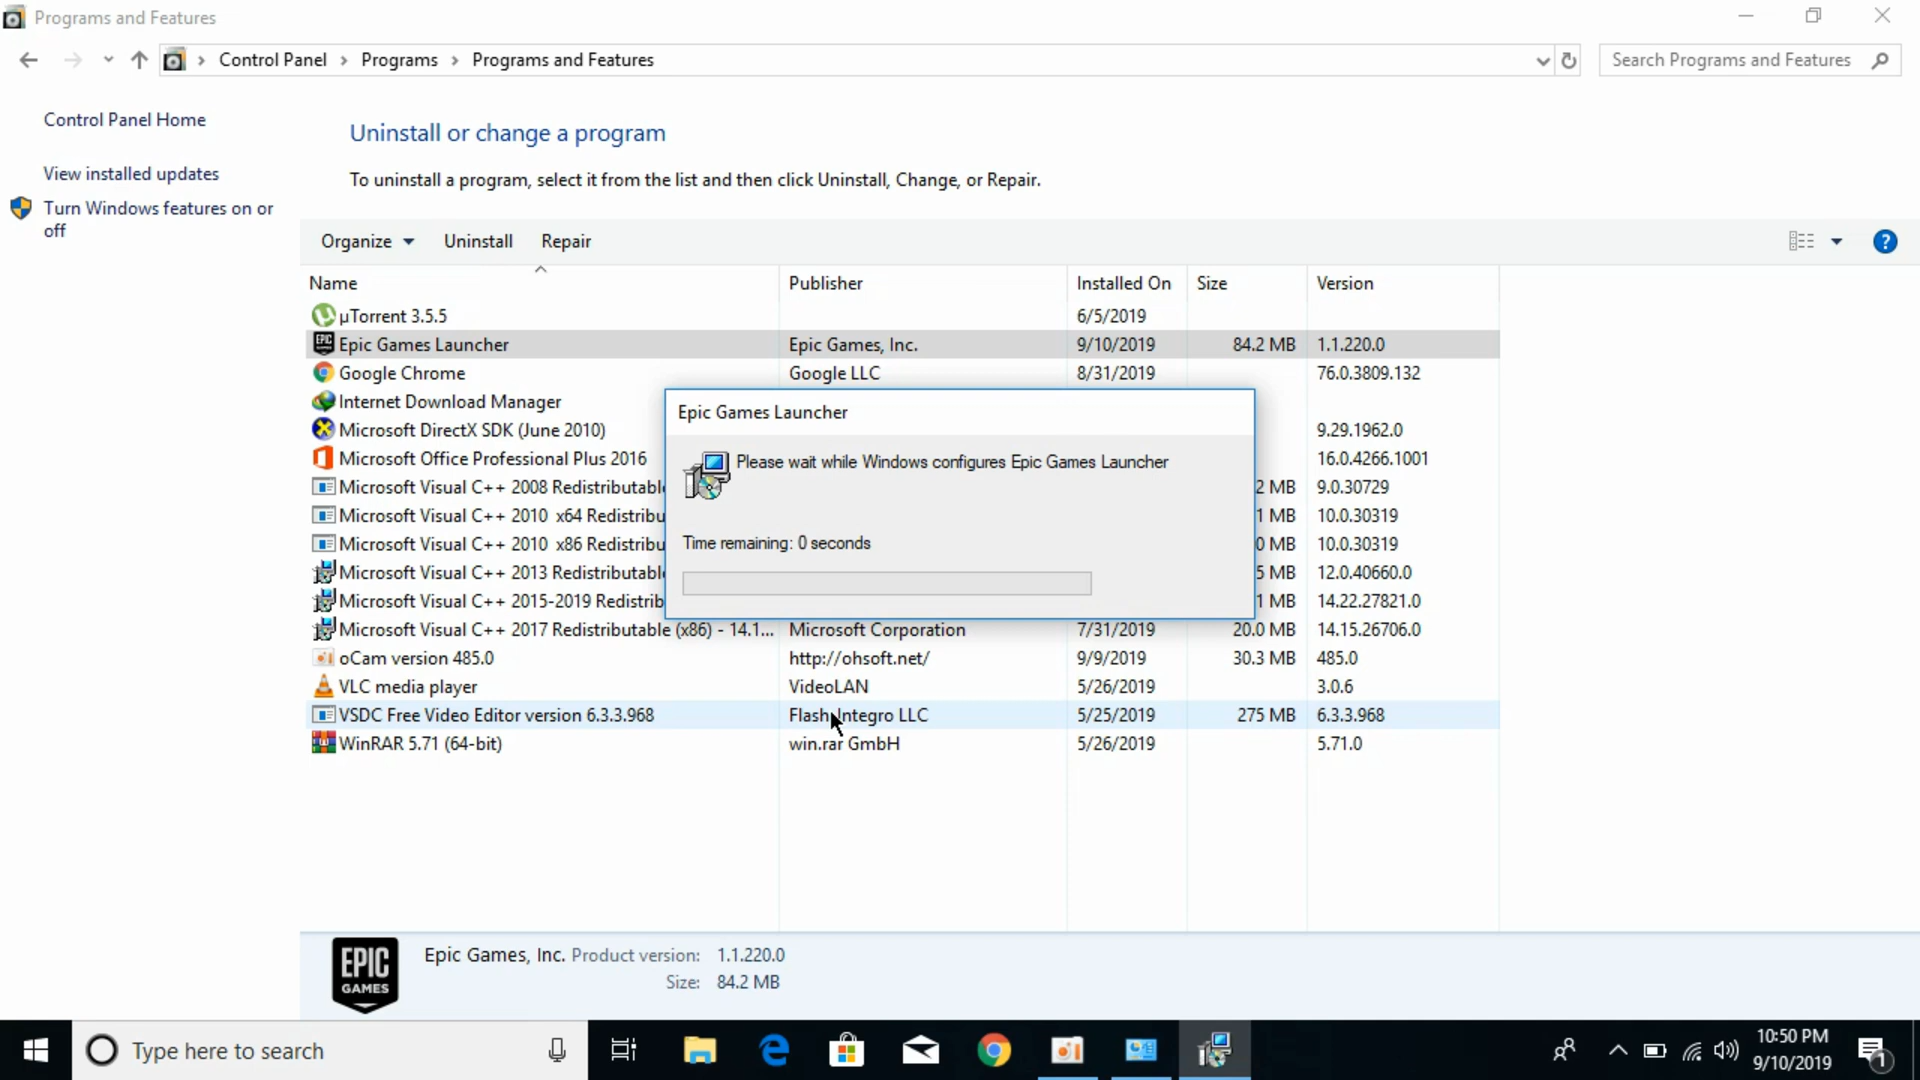 Programs and Features
Control Panel > Programs > Programs and Features
Search Programs and Features
Control Panel Home
View installed updates
Turn Windows features on or
off
Uninstall or change a program
To uninstall a program, select it from the list and then click Uninstall, Change, or Repair.
Organize Uninstall Repair
Name Publisher Installed On Size Version
µTorrent 3.5.5 6/5/2019
Epic Games Launcher Epic Games, Inc. 9/10/2019 84.2 MB 1.1.220.0
Google Chrome Google LLC 8/31/2019 76.0.3809.132
Internet Download Manager
Microsoft DirectX SDK (June 2010) 9.29.1962.0
Microsoft Office Professional Plus 2016 16.0.4266.1001
Microsoft Visual C++ 2008 Redistributable 2 MB 9.0.30729
Microsoft Visual C++ 2010 x64 Redistribu 1 MB 10.0.30319
Microsoft Visual C++ 2010 x86 Redistribu 0 MB 10.0.30319
Microsoft Visual C++ 2013 Redistributable 5 MB 12.0.40660.0
Microsoft Visual C++ 2015-2019 Redistrib 1 MB 14.22.27821.0
Microsoft Visual C++ 2017 Redistributable (x86) - 14.1... Microsoft Corporation 7/31/2019 20.0 MB 14.15.26706.0
oCam version 485.0 http://ohsoft.net/ 9/9/2019 30.3 MB 485.0
VLC media player VideoLAN 5/26/2019 3.0.6
VSDC Free Video Editor version 6.3.3.968 Flash-Integro LLC 5/25/2019 275 MB 6.3.3.968
WinRAR 5.71 (64-bit) win.rar GmbH 5/26/2019 5.71.0
Epic Games Launcher
Please wait while Windows configures Epic Games Launcher
Time remaining: 0 seconds
EPIC
GAMES
Epic Games, Inc. Product version: 1.1.220.0
Size: 84.2 MB
Type here to search
10:50 PM
9/10/2019
1